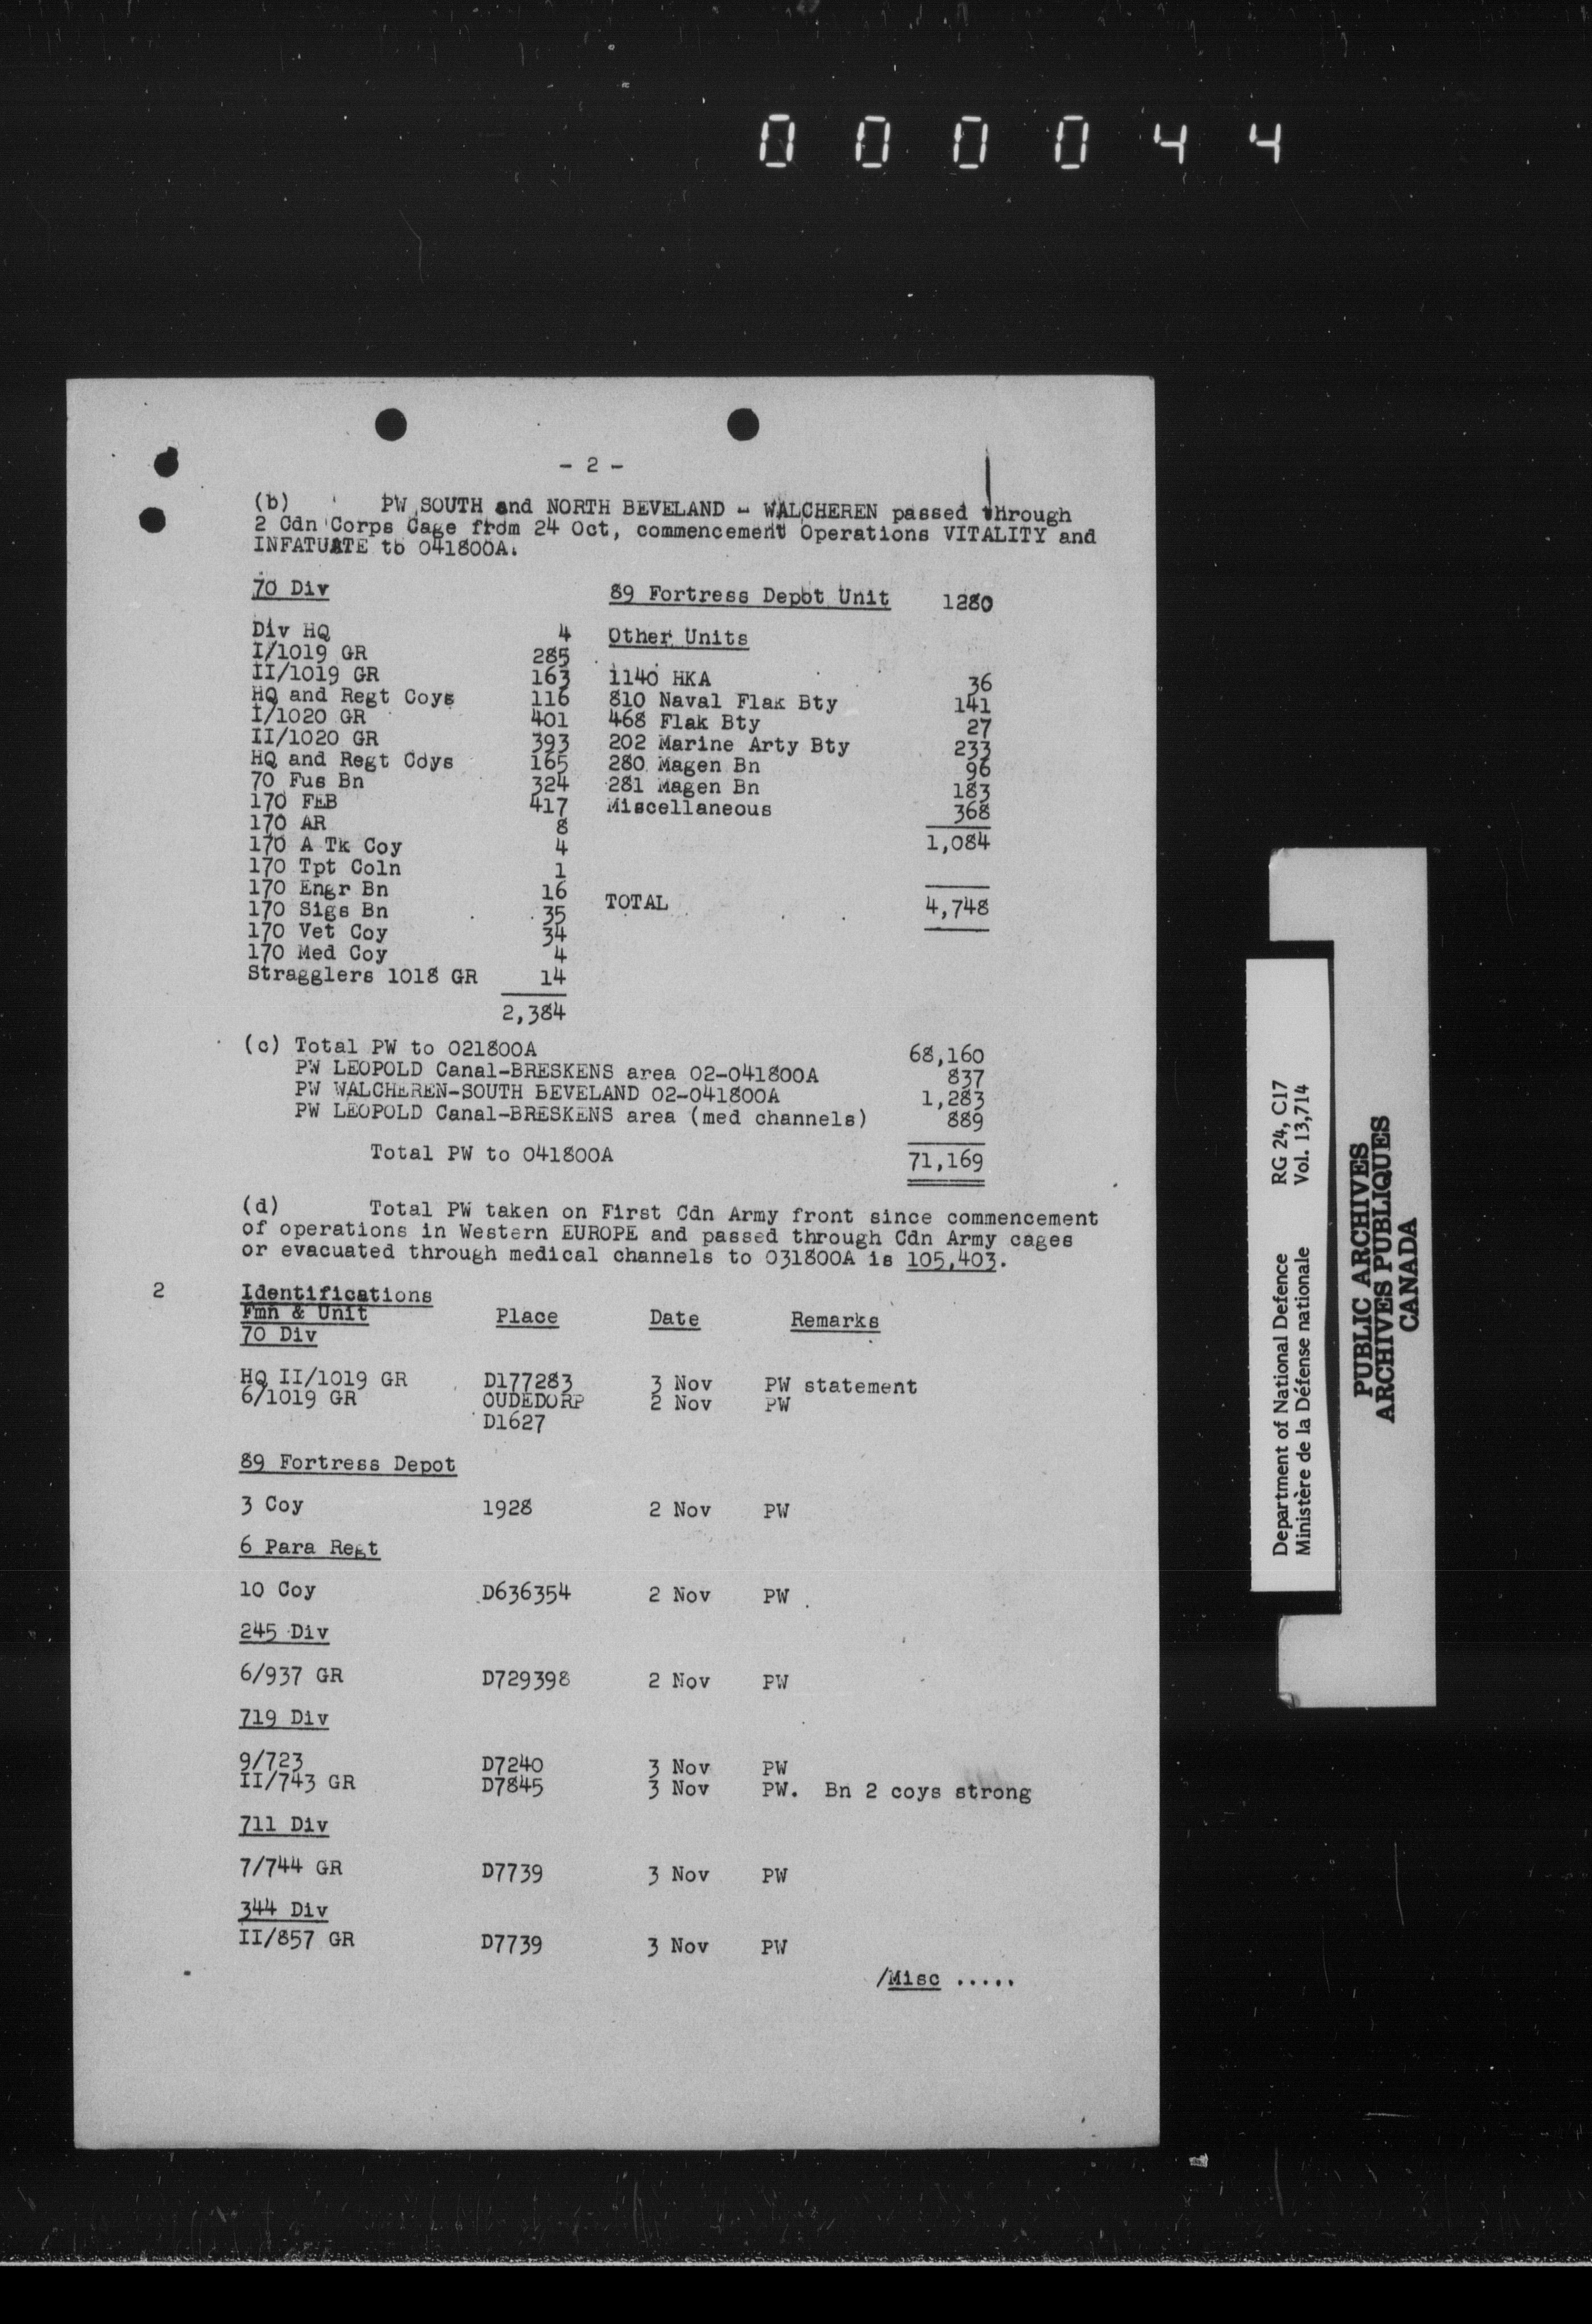 000044
- 2 -
(b) PW SOUTH and NORTH BEVELAND - WALCHEREN passed through
2 Cdn Corps Cage from 24 Oct, commencement Operations VITALITY and
INFATUATE to 041800A.
70 Div 89 Fortress Depot Unit 1280
Div HQ 4 Other Units
I/1019 GR 285
II/1019 GR 163 1140 HKA 36
HQ and Regt Coys 116 810 Naval Flak Bty 141
I/1020 GR 401 468 Flak Bty 27
II/1020 GR 393 202 Marine Arty Bty 233
HQ and Regt Coys 165 280 Magen Bn 96
70 Fus Bn 324 281 Magen Bn 183
170 FEB 417 Miscellaneous 368
170 AR 8
170 A Tk Coy 4 1,084
170 Tpt Coln 1
170 Engr Bn 16
170 Sigs Bn 35 TOTAL 4,748
170 Vet Coy 34
170 Med Coy 4
Stragglers 1018 GR 14
2,384
(c) Total PW to 021800A 68,160
PW LEOPOLD Canal-BRESKENS area 02-041800A 837
PW WALCHEREN-SOUTH BEVELAND 02-041800A 1,283
PW LEOPOLD Canal-BRESKENS area (med channels) 889
Total PW to 041800A 71,169
(d) Total PW taken on First Cdn Army front since commencement
of operations in Western EUROPE and passed through Cdn Army cages
or evacuated through medical channels to 031800A is 105,403.
2 Identifications
Fmn & Unit Place Date Remarks
70 Div
HQ II/1019 GR D177283 3 Nov PW statement
6/1019 GR OUDEDORP 2 Nov PW
D1627
89 Fortress Depot
3 Coy 1928 2 Nov PW
6 Para Regt
10 Coy D636354 2 Nov PW
245 Div
6/937 GR D729398 2 Nov PW
719 Div
9/723 D7240 3 Nov PW
II/743 GR D7845 3 Nov PW. Bn 2 coys strong
711 Div
7/744 GR D7739 3 Nov PW
344 Div
II/857 GR D7739 3 Nov PW
/Misc .....
Department of National Defence RG 24, C17
Ministère de la Défense nationale Vol. 13,714
PUBLIC ARCHIVES
ARCHIVES PUBLIQUES
CANADA